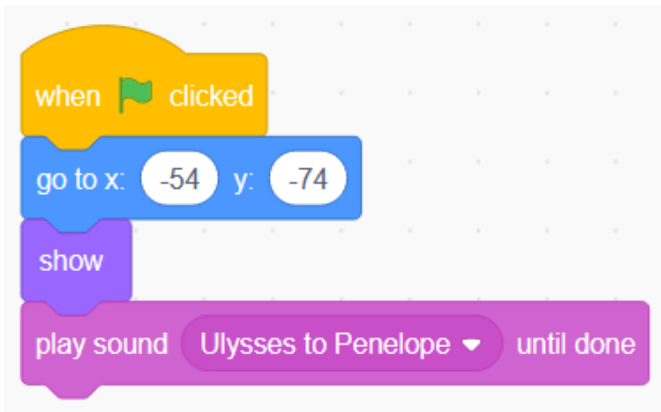 when clicked
go to x: -54 y: -74
show
play sound Ulysses to Penelope until done